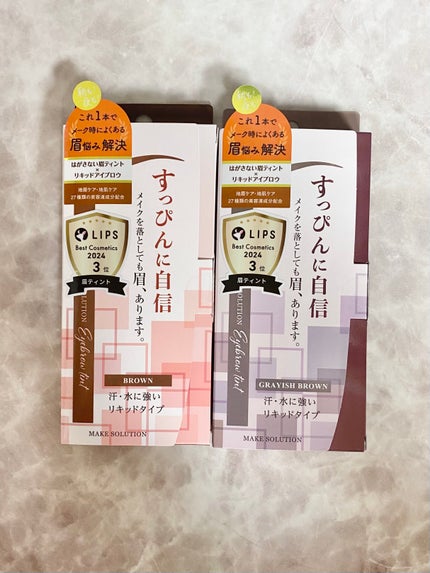 これ1本で
メーク時によくある
眉悩み解決
はがさない眉ティント
×
リキッドアイブロウ
地眉ケア・地肌ケア
27種類の美容液成分配合
LIPS
Best Cosmetics
2024
3位
眉ティント
すっぴんに自信
メイクを落としても眉、あります。
SOLUTION Eyebrow tint
BROWN
汗・水に強い
リキッドタイプ
MAKE SOLUTION
これ1本で
メーク時によくある
眉悩み解決
はがさない眉ティント
×
リキッドアイブロウ
地眉ケア・地肌ケア
27種類の美容液成分配合
LIPS
Best Cosmetics
2024
3位
眉ティント
すっぴんに自信
メイクを落としても眉、あります。
SOLUTION Eyebrow tint
GRAYISH BROWN
汗・水に強い
リキッドタイプ
MAKE SOLUTION